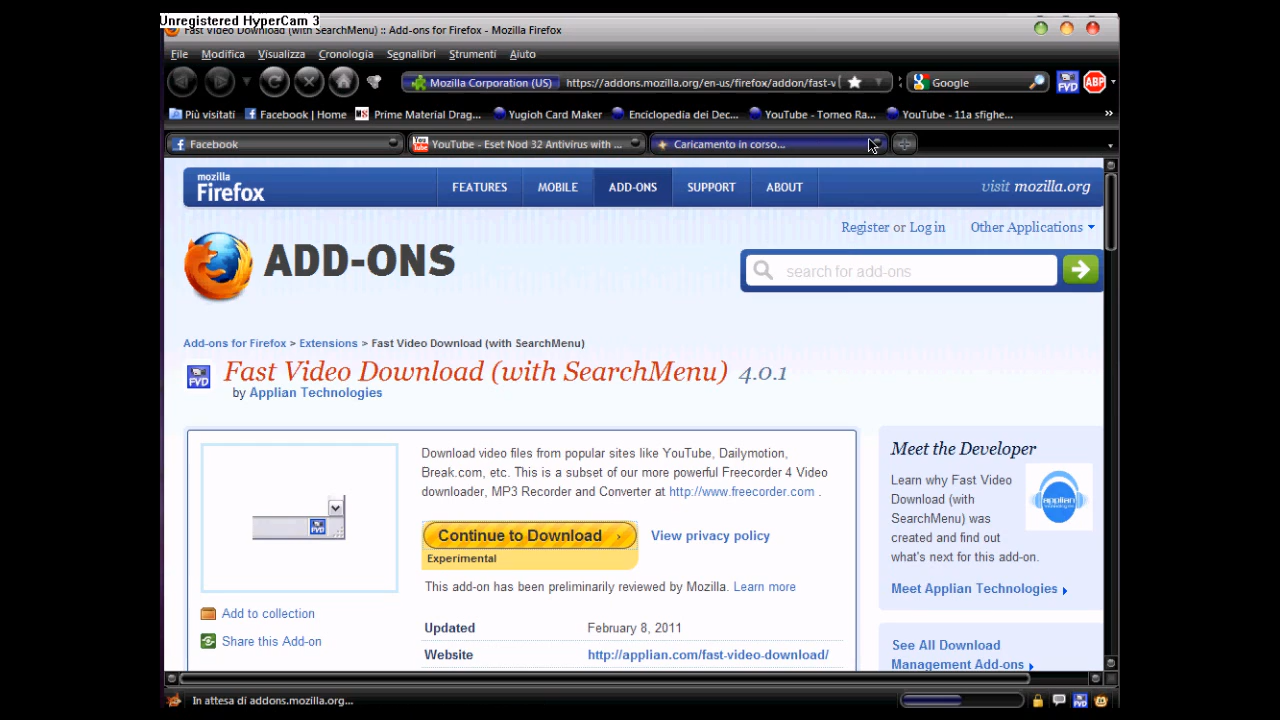 Unregistered HyperCam 3
Fast Video Download (with SearchMenu) :: Add-ons for Firefox - Mozilla Firefox
File Modifica Visualizza Cronologia Segnalibri Strumenti Aiuto
Mozilla Corporation (US) https://addons.mozilla.org/en-us/firefox/addon/fast-v Google FVD ABP
Più visitati Facebook | Home Prime Material Drag... Yugioh Card Maker Enciclopedia dei Dec... YouTube - Torneo Ra... YouTube - 11a sfighe... »
Facebook YouTube - Eset Nod 32 Antivirus with ... Caricamento in corso...
mozilla
Firefox
FEATURES MOBILE ADD-ONS SUPPORT ABOUT visit mozilla.org
Register or Log in Other Applications
ADD-ONS
search for add-ons
Add-ons for Firefox > Extensions > Fast Video Download (with SearchMenu)
FVD Fast Video Download (with SearchMenu) 4.0.1
by Applian Technologies
Download video files from popular sites like YouTube, Dailymotion,
Break.com, etc. This is a subset of our more powerful Freecorder 4 Video
downloader, MP3 Recorder and Converter at http://www.freecorder.com .
Continue to Download › View privacy policy
Experimental
This add-on has been preliminarily reviewed by Mozilla. Learn more
Updated February 8, 2011
Website http://applian.com/fast-video-download/
FVD
Add to collection
Share this Add-on
Meet the Developer
Learn why Fast Video
Download (with
SearchMenu) was
created and find out
what's next for this add-on.
applian
Meet Applian Technologies
See All Download
Management Add-ons
In attesa di addons.mozilla.org...
FVD